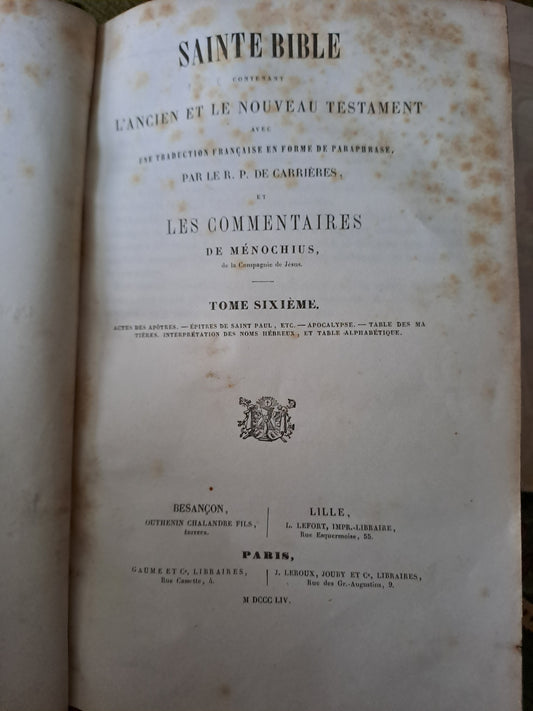 SAINTE BIBLE
CONTENANT
L'ANCIEN ET LE NOUVEAU TESTAMENT
AVEC
UNE TRADUCTION FRANÇAISE EN FORME DE PARAPHRASE,
PAR LE R. P. DE CARRIÈRES,
ET
LES COMMENTAIRES
DE MÉNOCHIUS,
de la Compagnie de Jésus.
TOME SIXIÈME.
ACTES DES APÔTRES. — ÉPITRES DE SAINT PAUL, ETC. — APOCALYPSE. — TABLE DES MA
TIÈRES. INTERPRÉTATION DES NOMS HÉBREUX, ET TABLE ALPHABÉTIQUE.
BESANÇON,
OUTHENIN CHALANDRE FILS,
éditeur.
LILLE,
L. LEFORT, IMPR.-LIBRAIRE,
Rue Esquermoise, 55.
PARIS,
GAUME ET Cᵉ, LIBRAIRES,
Rue Cassette, 4.
J. LEROUX, JOUBY ET Cᵉ, LIBRAIRES,
Rue des Gr.-Augustins, 9.
M DCCC LIV.